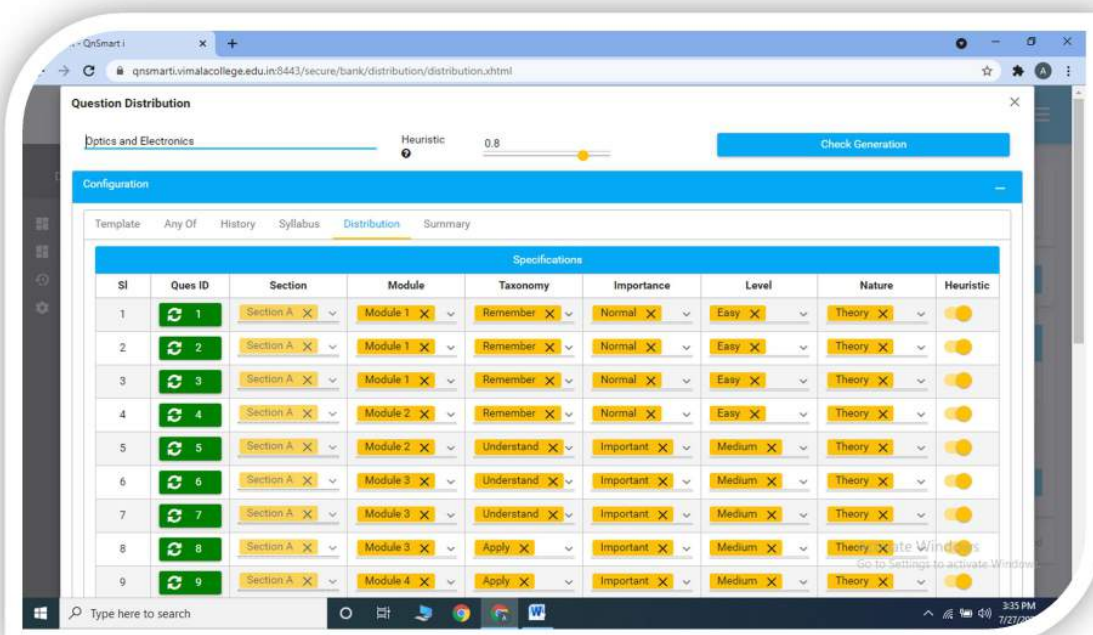 - QnSmart i
qnsmarti.vimalacollege.edu.in:8443/secure/bank/distribution/distribution.xhtml
A
Question Distribution
Optics and Electronics
Heuristic
0.8
Check Generation
Configuration
Template Any Of History Syllabus Distribution Summary
Specifications
Sl Ques ID Section Module Taxonomy Importance Level Nature Heuristic
1 1 Section A Module 1 Remember Normal Easy Theory
2 2 Section A Module 1 Remember Normal Easy Theory
3 3 Section A Module 1 Remember Normal Easy Theory
4 4 Section A Module 2 Remember Normal Easy Theory
5 5 Section A Module 2 Understand Important Medium Theory
6 6 Section A Module 3 Understand Important Medium Theory
7 7 Section A Module 3 Understand Important Medium Theory
8 8 Section A Module 3 Apply Important Medium Theory
9 9 Section A Module 4 Apply Important Medium Theory
Go to Settings to activate Window
Type here to search
W
3:35 PM
7/27/20